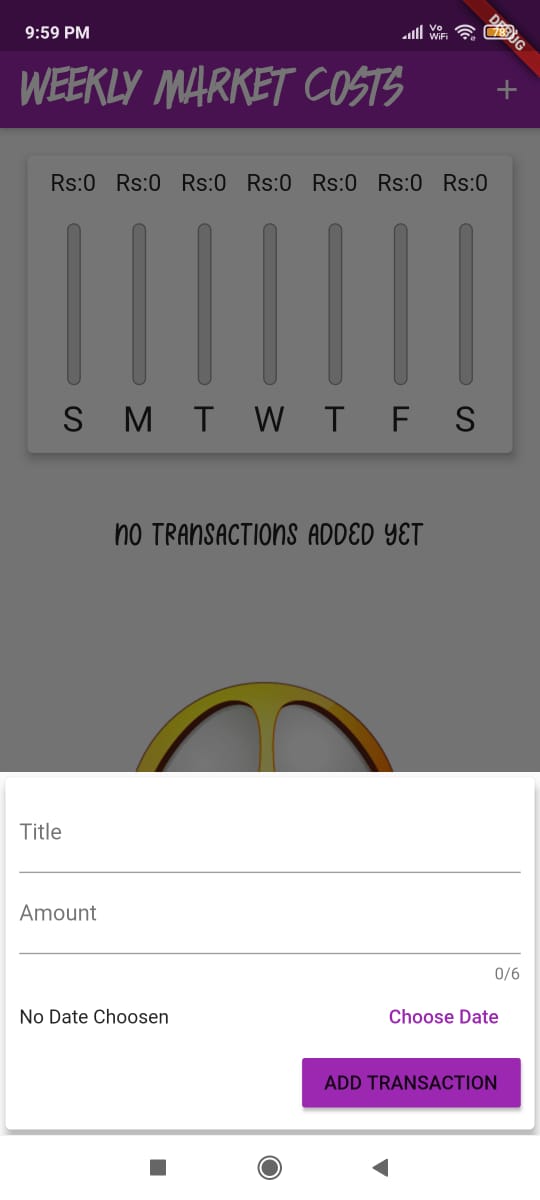 9:59 PM
Vo
WiFi
78
DEBUG
WEEKLY MARKET COSTS
+
Rs:0 Rs:0 Rs:0 Rs:0 Rs:0 Rs:0 Rs:0
S M T W T F S
NO TRANSACTIONS ADDED YET
Title
Amount
0/6
No Date Choosen
Choose Date
ADD TRANSACTION